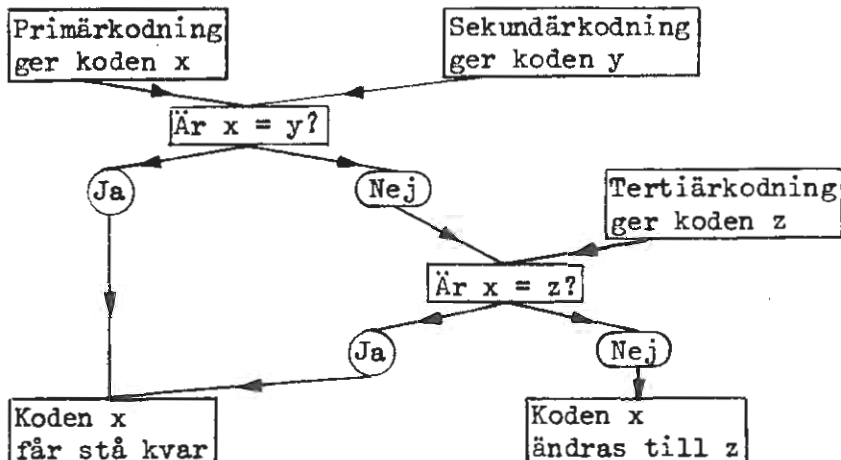 Primärkodning
ger koden x
Sekundärkodning
ger koden y
Är x = y?
Ja
Nej
Tertiärkodning
ger koden z
Är x = z?
Ja
Nej
Koden x
får stå kvar
Koden x
ändras till z